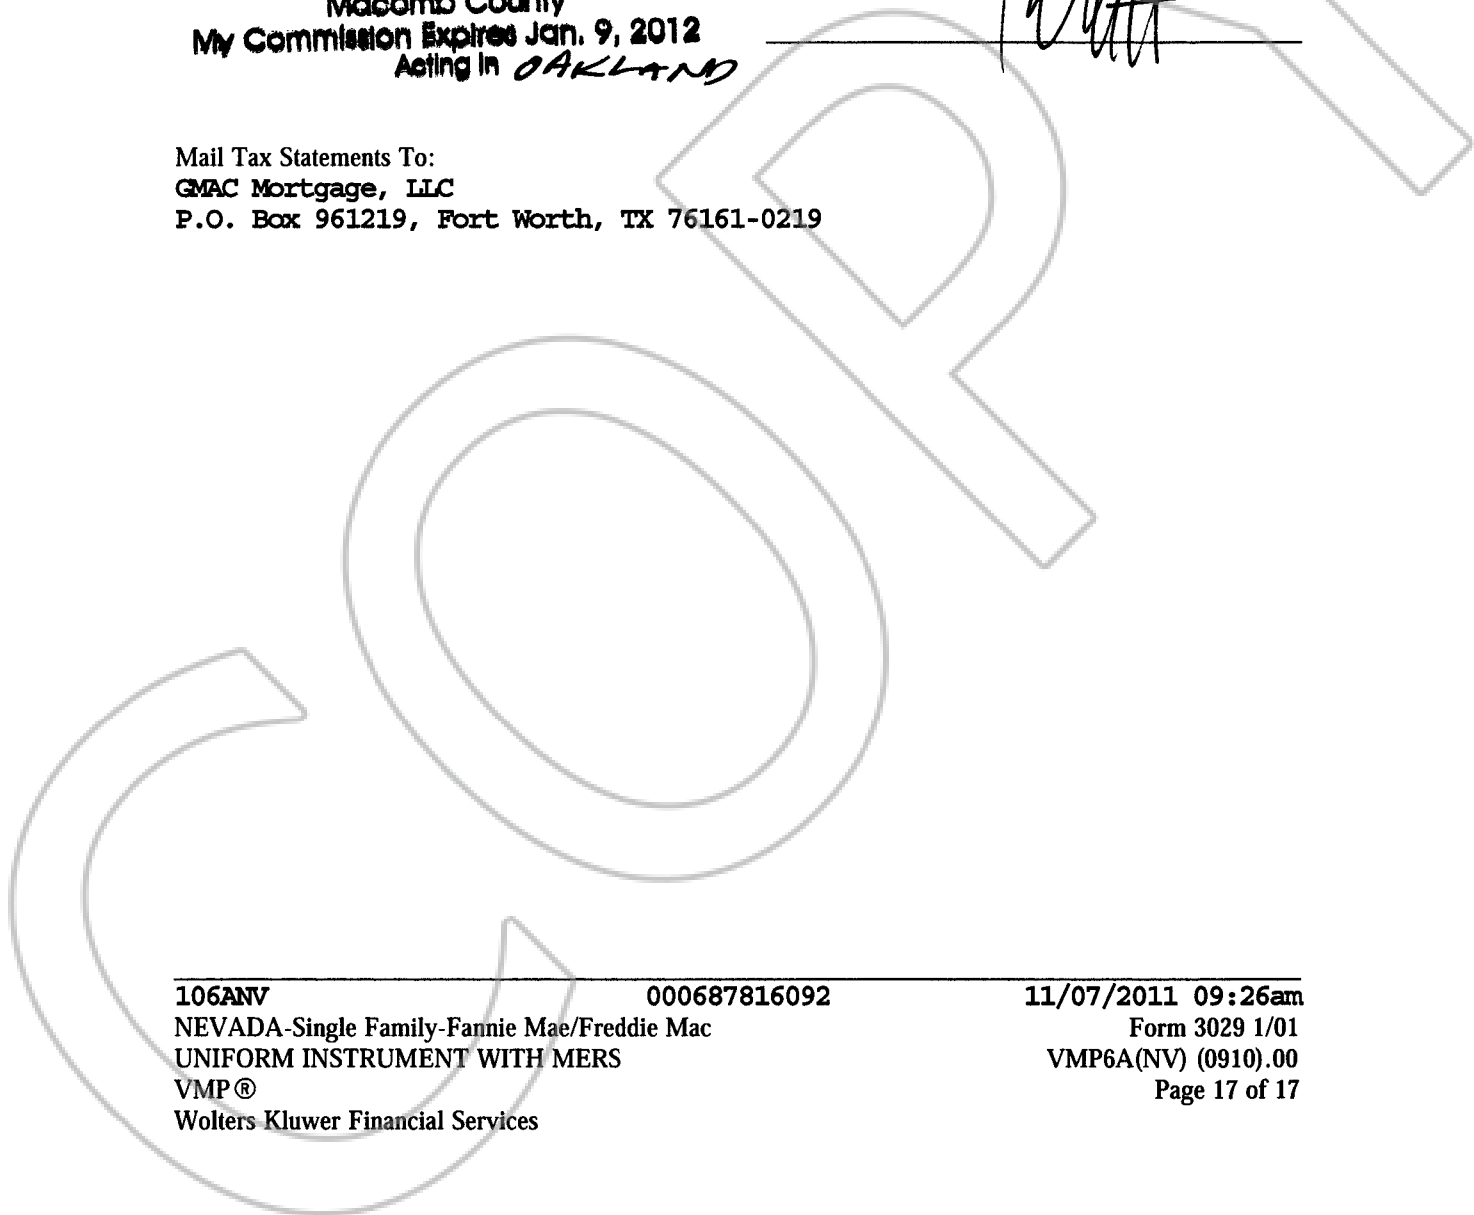 Macomb County
My Commission Expires Jan. 9, 2012
Acting in OAKLAND
Mail Tax Statements To:
GMAC Mortgage, LLC
P.O. Box 961219, Fort Worth, TX 76161-0219
COPY
106ANV 000687816092 11/07/2011 09:26am
NEVADA-Single Family-Fannie Mae/Freddie Mac Form 3029 1/01
UNIFORM INSTRUMENT WITH MERS VMP6A(NV) (0910).00
VMP® Page 17 of 17
Wolters Kluwer Financial Services